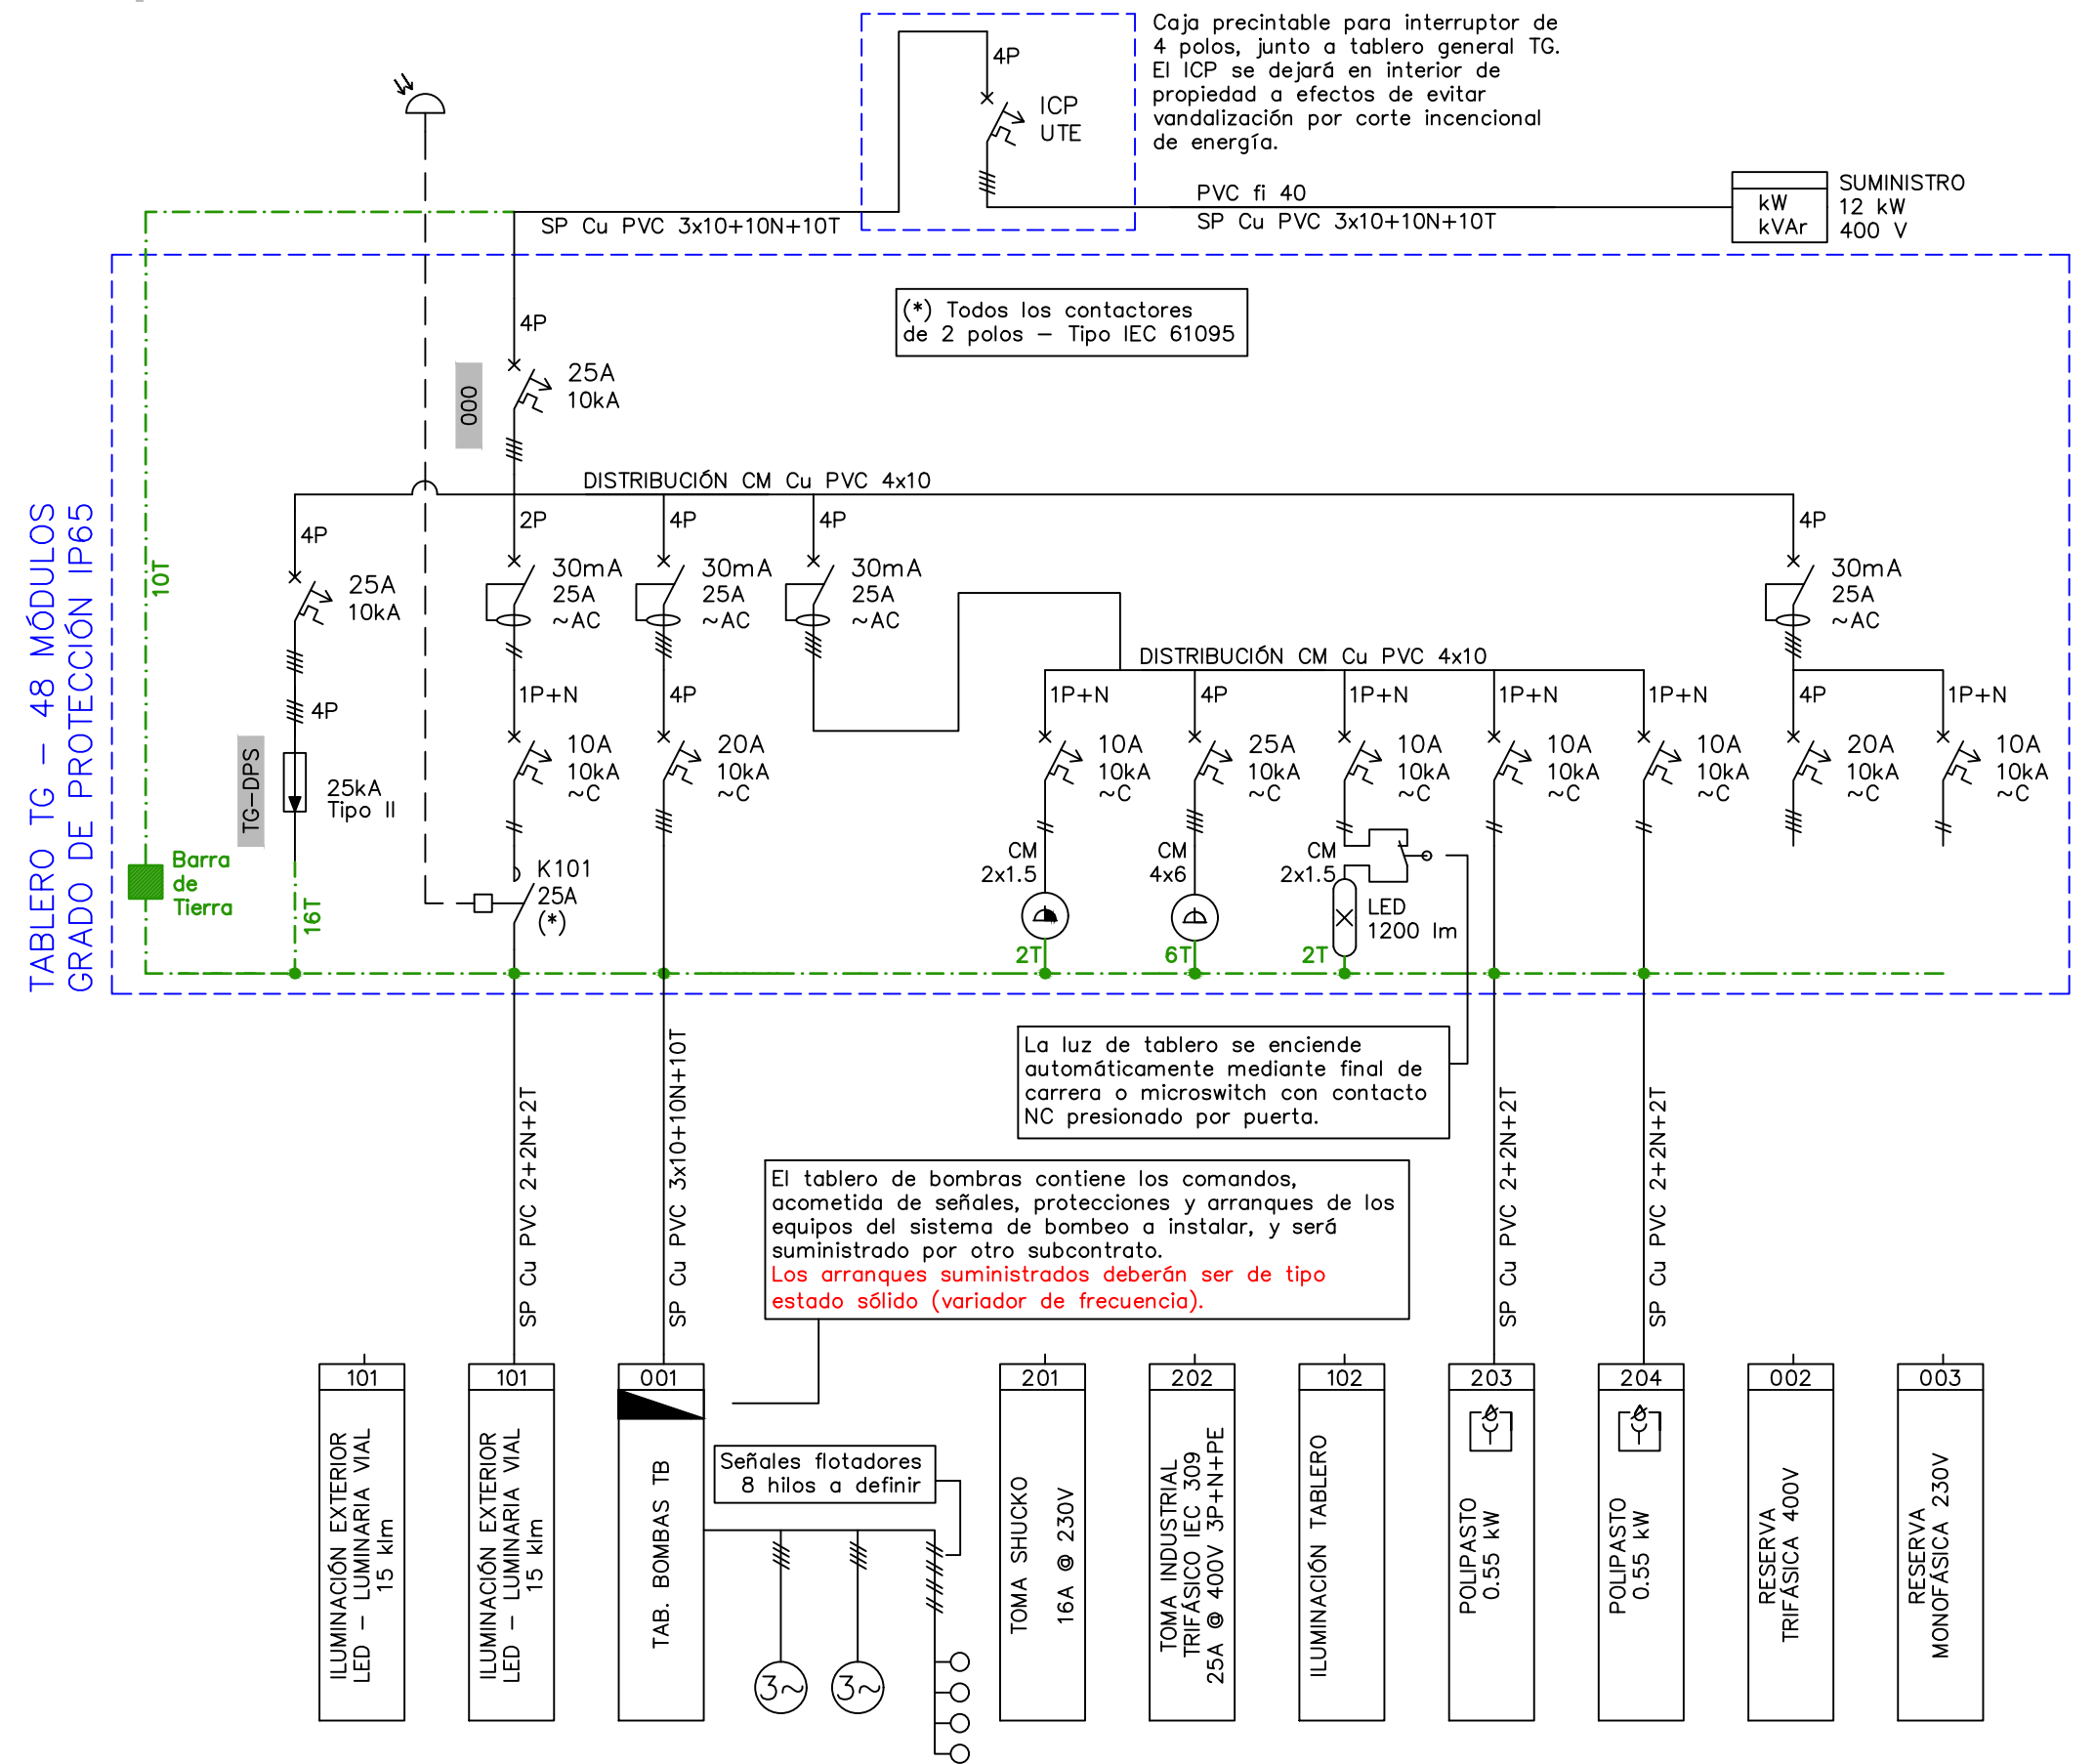 Caja precintable para interruptor de
4 polos, junto a tablero general TG.
El ICP se dejará en interior de
propiedad a efectos de evitar
vandalización por corte incencional
de energía.
4P
ICP
UTE
PVC fi 40
SP Cu PVC 3x10+10N+10T
kW
kVAr
SUMINISTRO
12 kW
400 V
SP Cu PVC 3x10+10N+10T
(*) Todos los contactores
de 2 polos – Tipo IEC 61095
4P
000
25A
10kA
DISTRIBUCIÓN CM Cu PVC 4x10
TABLERO TG – 48 MÓDULOS
GRADO DE PROTECCIÓN IP65
10T
4P
25A
10kA
4P
TG–DPS
25kA
Tipo II
16T
Barra
de
Tierra
2P
30mA
25A
~AC
1P+N
10A
10kA
~C
K101
25A
(*)
4P
30mA
25A
~AC
4P
20A
10kA
~C
4P
30mA
25A
~AC
DISTRIBUCIÓN CM Cu PVC 4x10
1P+N
10A
10kA
~C
CM
2x1.5
2T
4P
25A
10kA
~C
CM
4x6
6T
1P+N
10A
10kA
~C
CM
2x1.5
LED
1200 lm
2T
1P+N
10A
10kA
~C
1P+N
10A
10kA
~C
4P
30mA
25A
~AC
4P
20A
10kA
~C
1P+N
10A
10kA
~C
La luz de tablero se enciende
automáticamente mediante final de
carrera o microswitch con contacto
NC presionado por puerta.
SP Cu PVC 2+2N+2T
SP Cu PVC 3x10+10N+10T
SP Cu PVC 2+2N+2T
SP Cu PVC 2+2N+2T
El tablero de bombras contiene los comandos,
acometida de señales, protecciones y arranques de los
equipos del sistema de bombeo a instalar, y será
suministrado por otro subcontrato.
Los arranques suministrados deberán ser de tipo
estado sólido (variador de frecuencia).
101
ILUMINACIÓN EXTERIOR
LED – LUMINARIA VIAL
15 klm
101
ILUMINACIÓN EXTERIOR
LED – LUMINARIA VIAL
15 klm
001
TAB. BOMBAS TB
Señales flotadores
8 hilos a definir
3~
3~
201
TOMA SHUCKO
16A @ 230V
202
TOMA INDUSTRIAL
TRIFÁSICO IEC 309
25A @ 400V 3P+N+PE
102
ILUMINACIÓN TABLERO
203
POLIPASTO
0.55 kW
204
POLIPASTO
0.55 kW
002
RESERVA
TRIFÁSICA 400V
003
RESERVA
MONOFÁSICA 230V